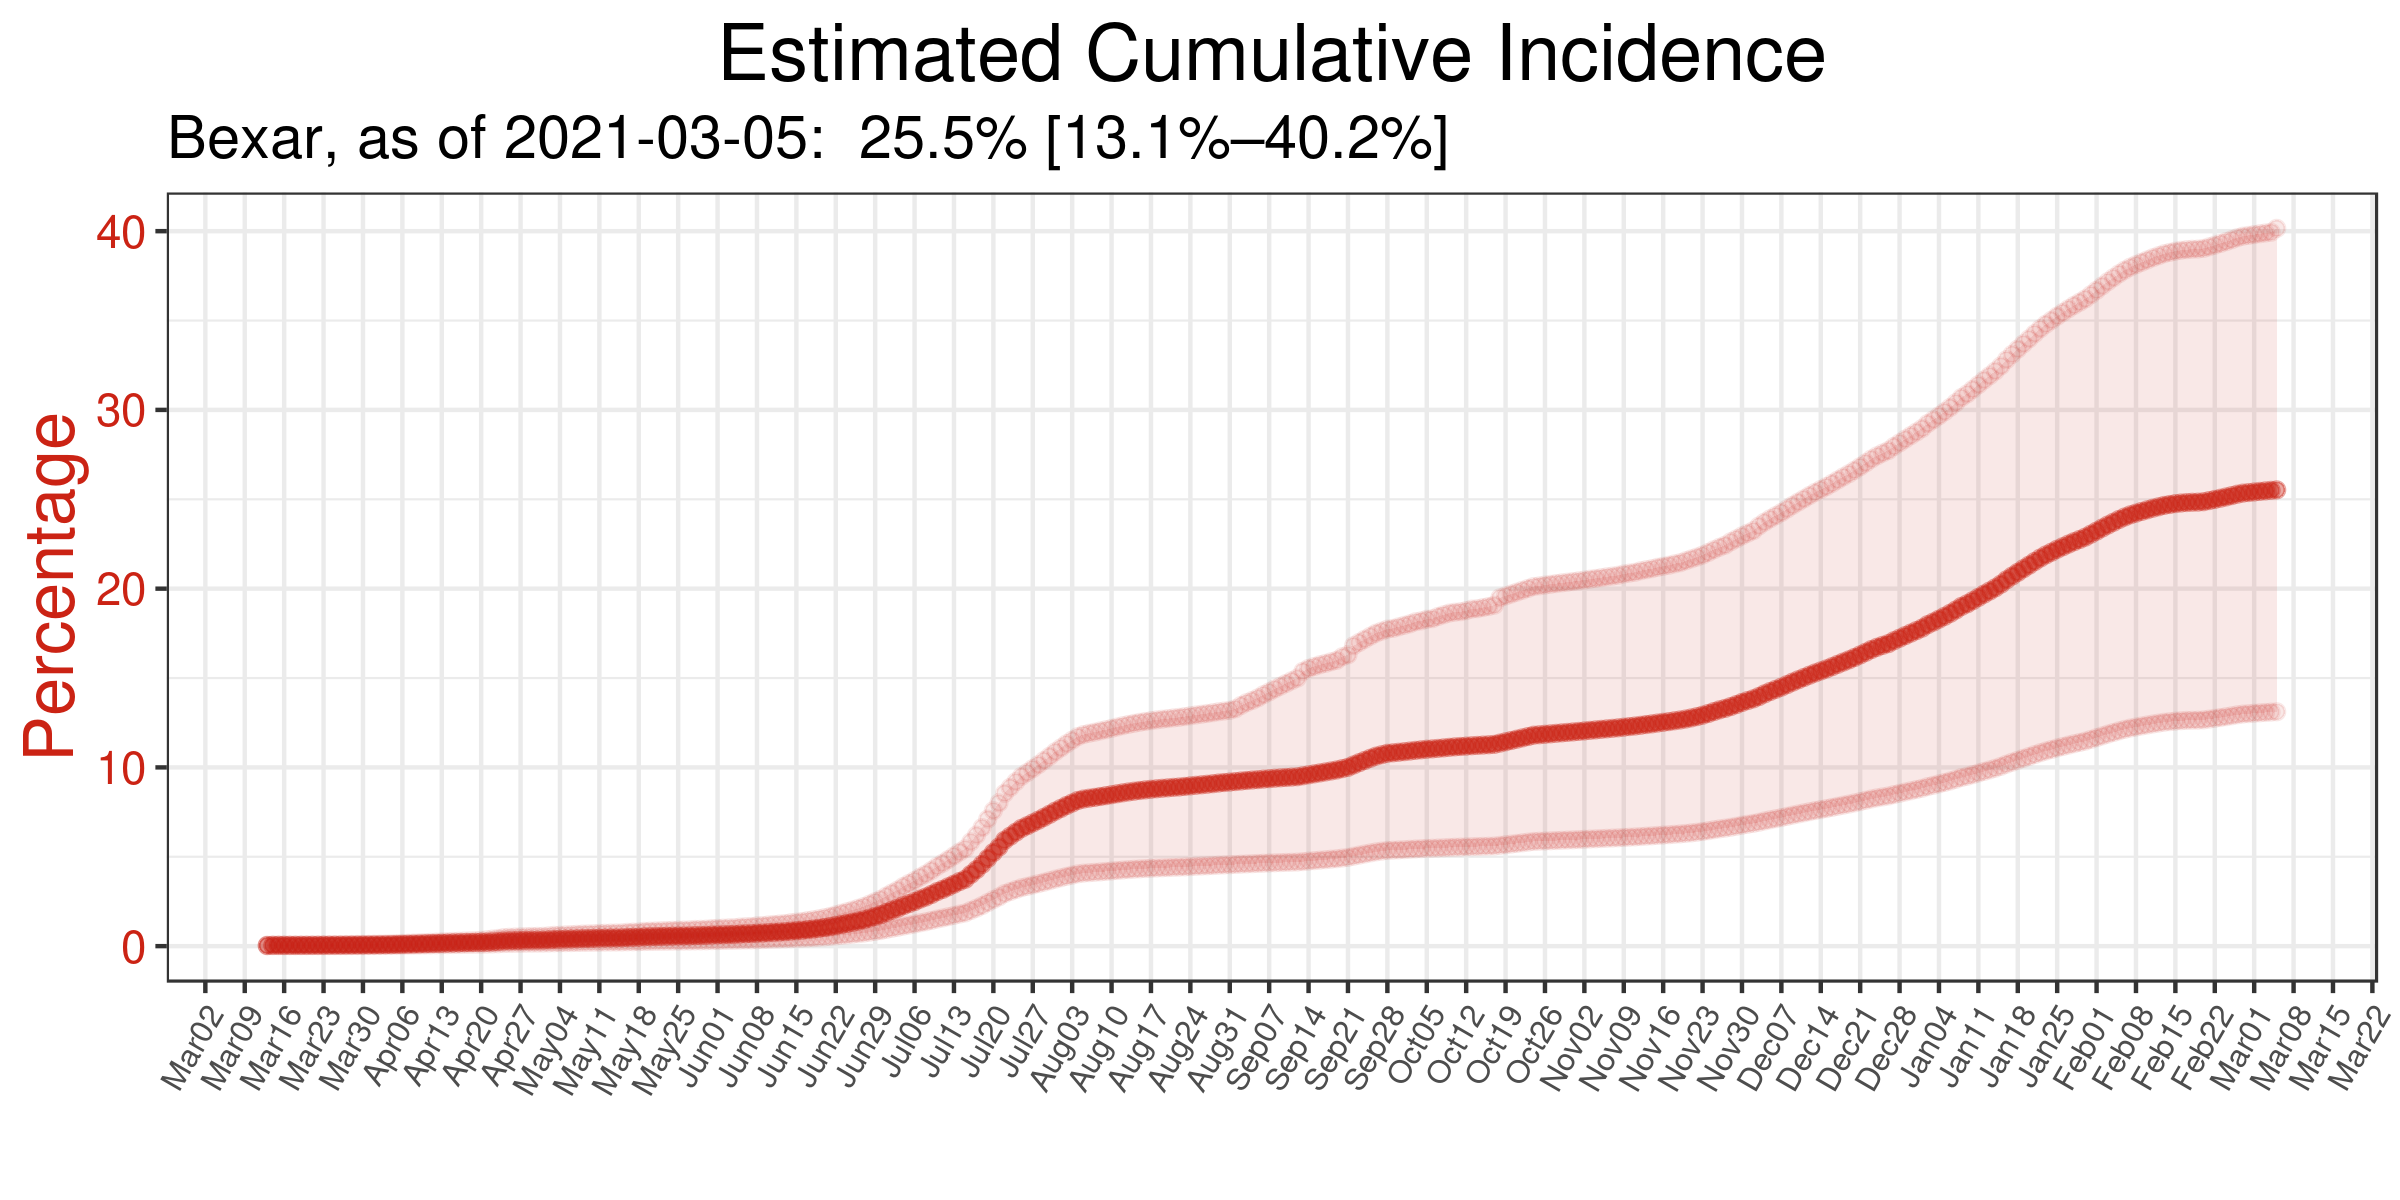 Estimated Cumulative Incidence
Bexar, as of 2021-03-05:  25.5% [13.1%–40.2%]
Percentage
40
30
20
10
0
Mar02
Mar09
Mar16
Mar23
Mar30
Apr06
Apr13
Apr20
Apr27
May04
May11
May18
May25
Jun01
Jun08
Jun15
Jun22
Jun29
Jul06
Jul13
Jul20
Jul27
Aug03
Aug10
Aug17
Aug24
Aug31
Sep07
Sep14
Sep21
Sep28
Oct05
Oct12
Oct19
Oct26
Nov02
Nov09
Nov16
Nov23
Nov30
Dec07
Dec14
Dec21
Dec28
Jan04
Jan11
Jan18
Jan25
Feb01
Feb08
Feb15
Feb22
Mar01
Mar08
Mar15
Mar22